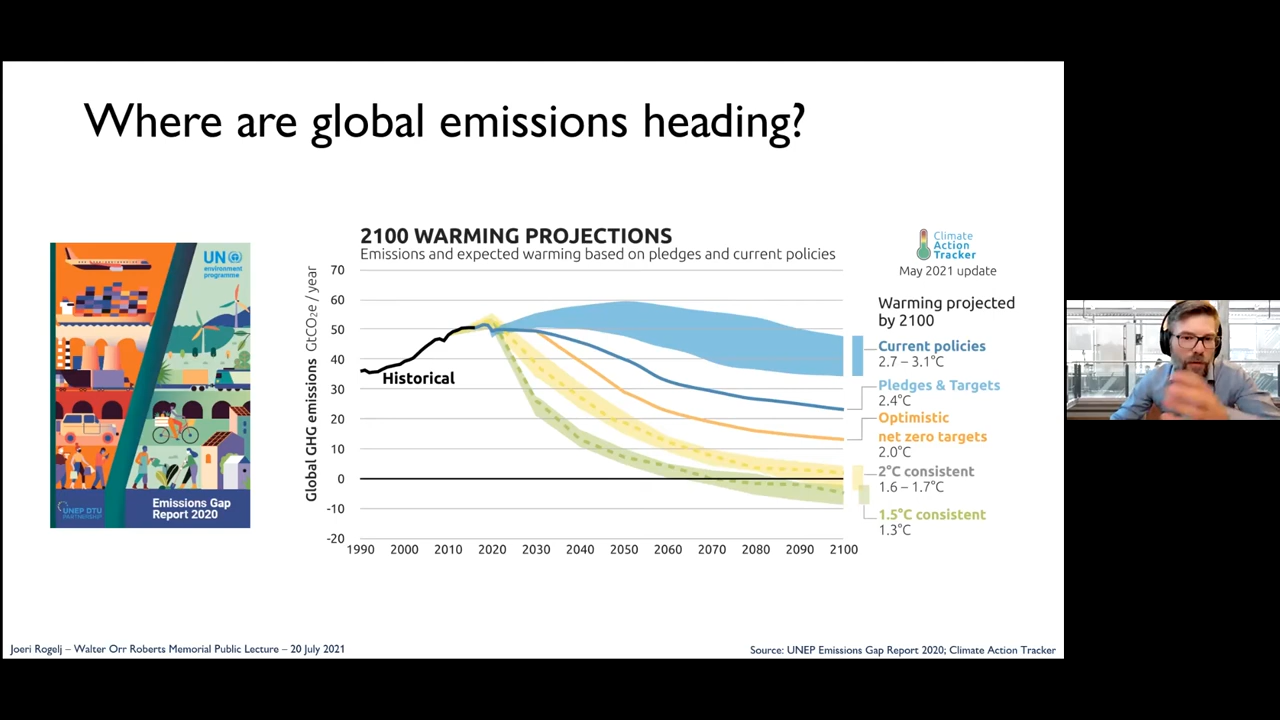 Where are global emissions heading?
UN
environment
programme
UNEP DTU
PARTNERSHIP
Emissions Gap
Report 2020
2100 WARMING PROJECTIONS
Emissions and expected warming based on pledges and current policies
Global GHG emissions GtCO₂e / year
70
60
50
40
30
20
10
0
-10
-20
1990
2000
2010
2020
2030
2040
2050
2060
2070
2080
2090
2100
Historical
Climate
Action
Tracker
May 2021 update
Warming projected
by 2100
Current policies
2.7 – 3.1°C
Pledges & Targets
2.4°C
Optimistic
net zero targets
2.0°C
2°C consistent
1.6 – 1.7°C
1.5°C consistent
1.3°C
Joeri Rogelj – Walter Orr Roberts Memorial Public Lecture – 20 July 2021
Source: UNEP Emissions Gap Report 2020; Climate Action Tracker